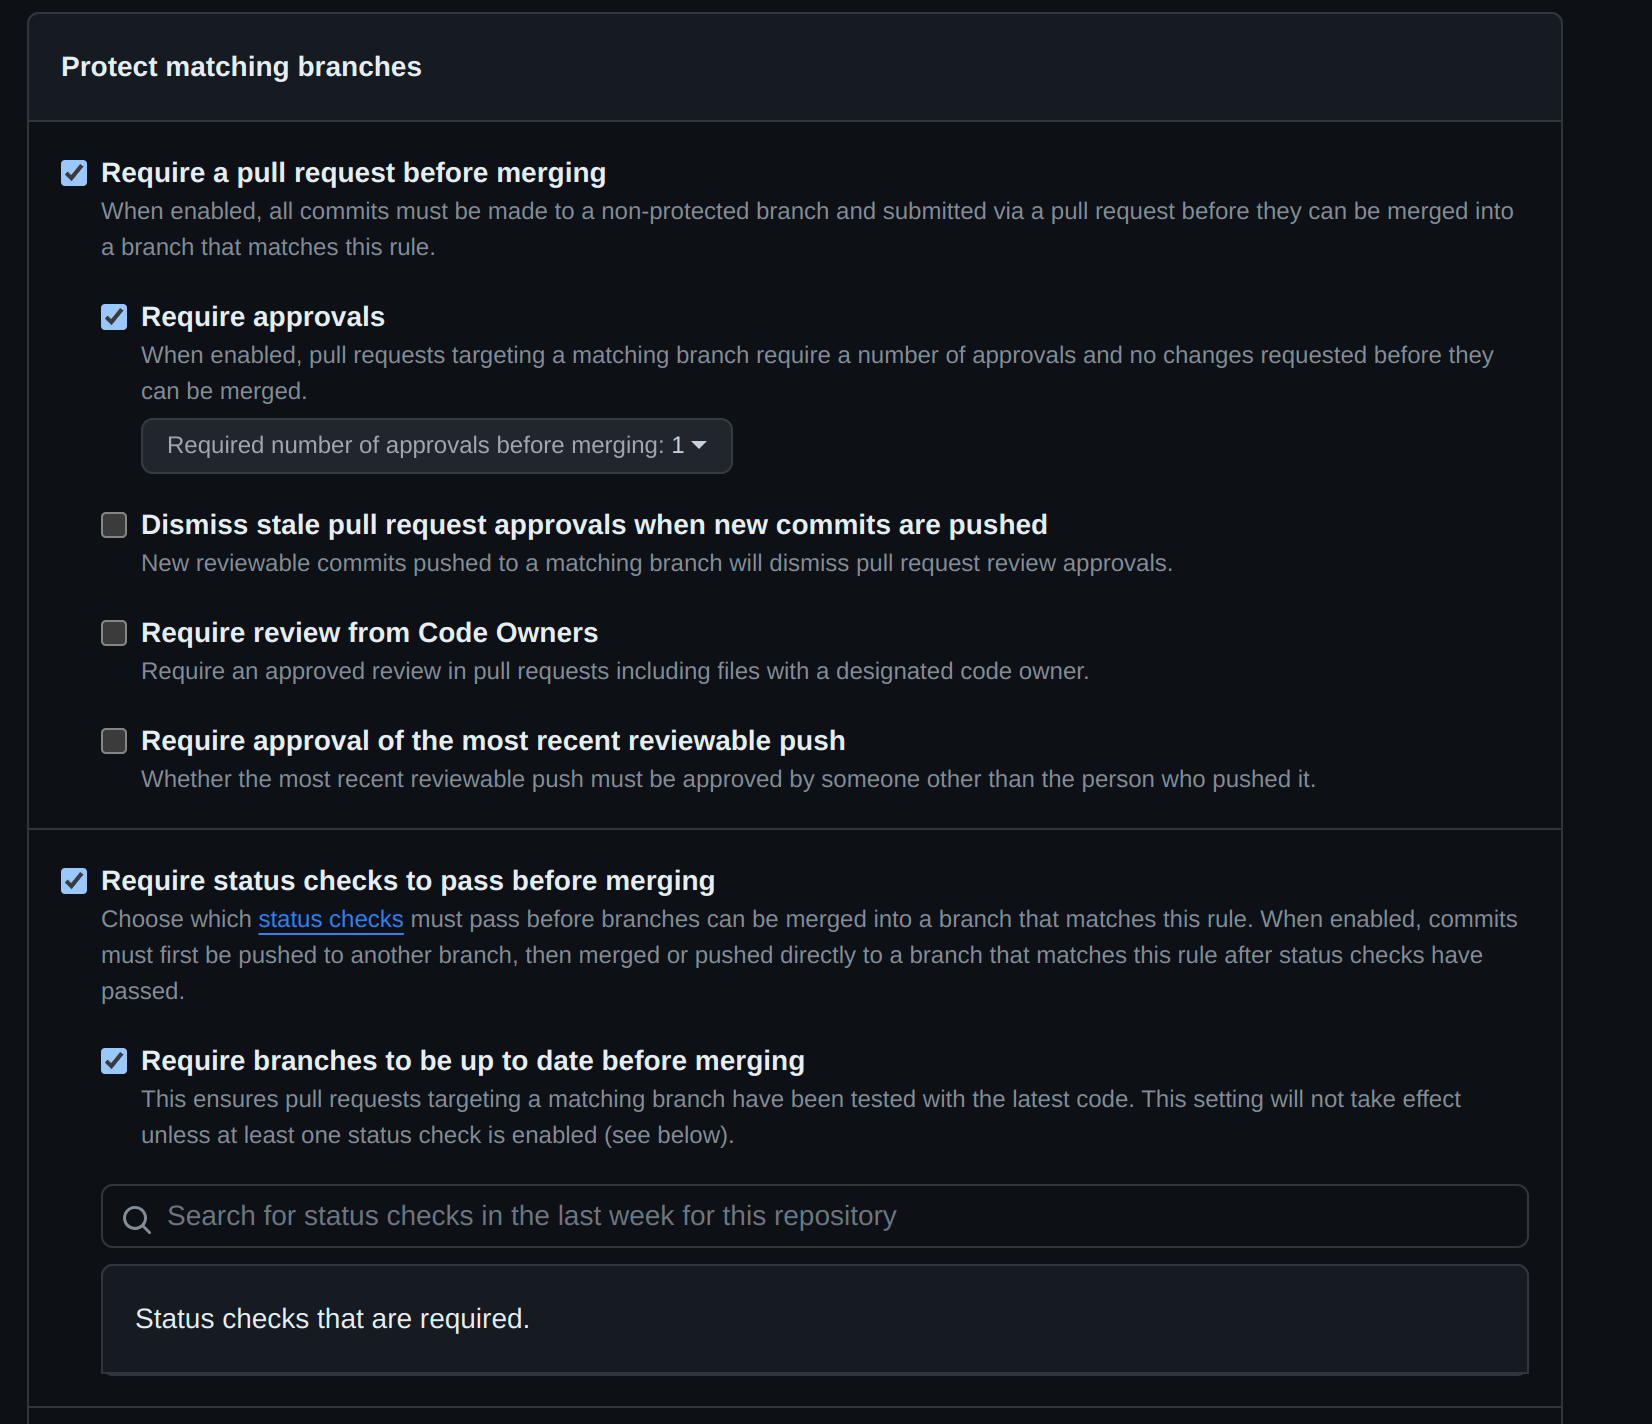 Protect matching branches
Require a pull request before merging
When enabled, all commits must be made to a non-protected branch and submitted via a pull request before they can be merged into
a branch that matches this rule.
Require approvals
When enabled, pull requests targeting a matching branch require a number of approvals and no changes requested before they
can be merged.
Required number of approvals before merging: 1
Dismiss stale pull request approvals when new commits are pushed
New reviewable commits pushed to a matching branch will dismiss pull request review approvals.
Require review from Code Owners
Require an approved review in pull requests including files with a designated code owner.
Require approval of the most recent reviewable push
Whether the most recent reviewable push must be approved by someone other than the person who pushed it.
Require status checks to pass before merging
Choose which status checks must pass before branches can be merged into a branch that matches this rule. When enabled, commits
must first be pushed to another branch, then merged or pushed directly to a branch that matches this rule after status checks have
passed.
Require branches to be up to date before merging
This ensures pull requests targeting a matching branch have been tested with the latest code. This setting will not take effect
unless at least one status check is enabled (see below).
Search for status checks in the last week for this repository
Status checks that are required.